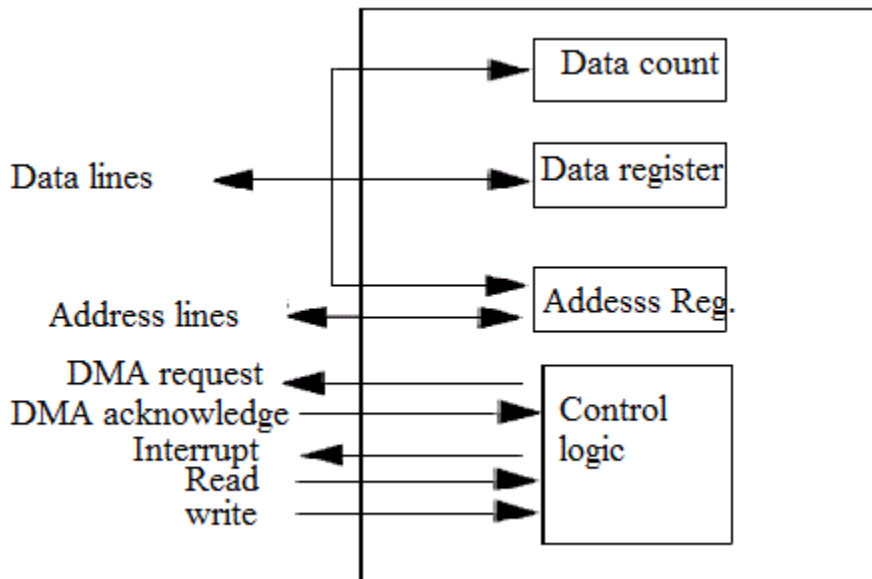 Data count
Data lines
Data register
Address lines
Addesss Reg.
DMA request
DMA acknowledge
Interrupt
Read
write
Control
logic